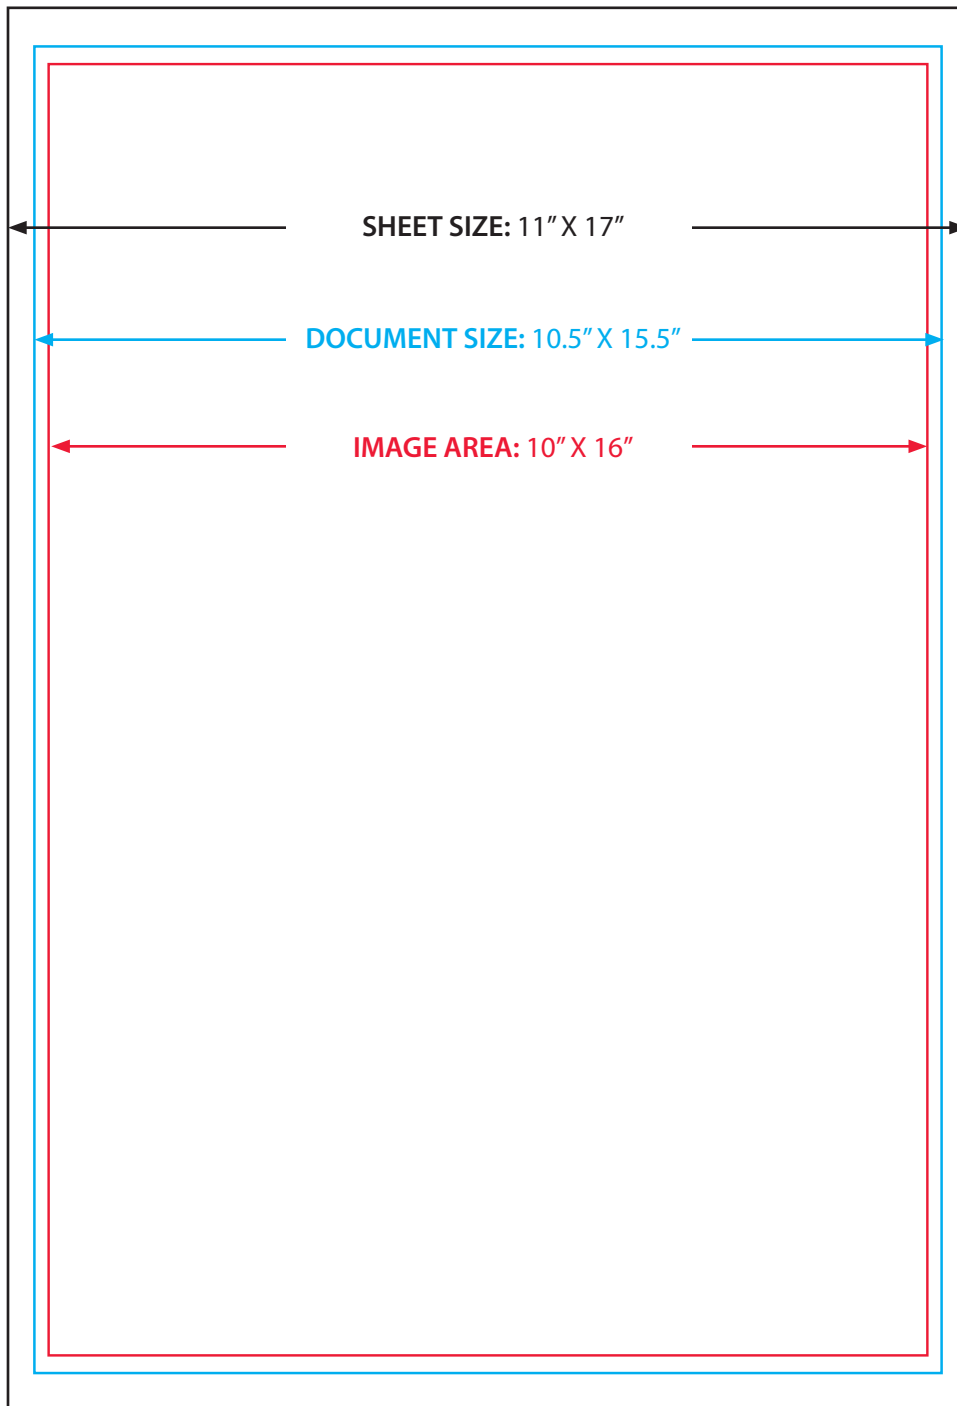 SHEET SIZE: 11” X 17”
DOCUMENT SIZE: 10.5” X 15.5”
IMAGE AREA: 10” X 16”